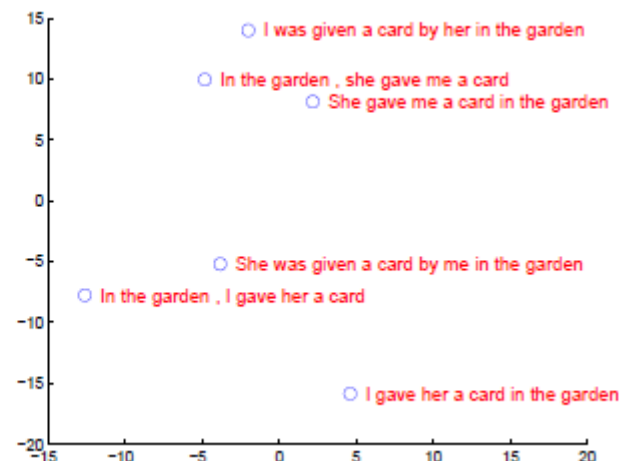 15
I was given a card by her in the garden
10
In the garden , she gave me a card
She gave me a card in the garden
5
0
−5
She was given a card by me in the garden
In the garden , I gave her a card
−10
−15
I gave her a card in the garden
−20
−15 −10 −5 0 5 10 15 20